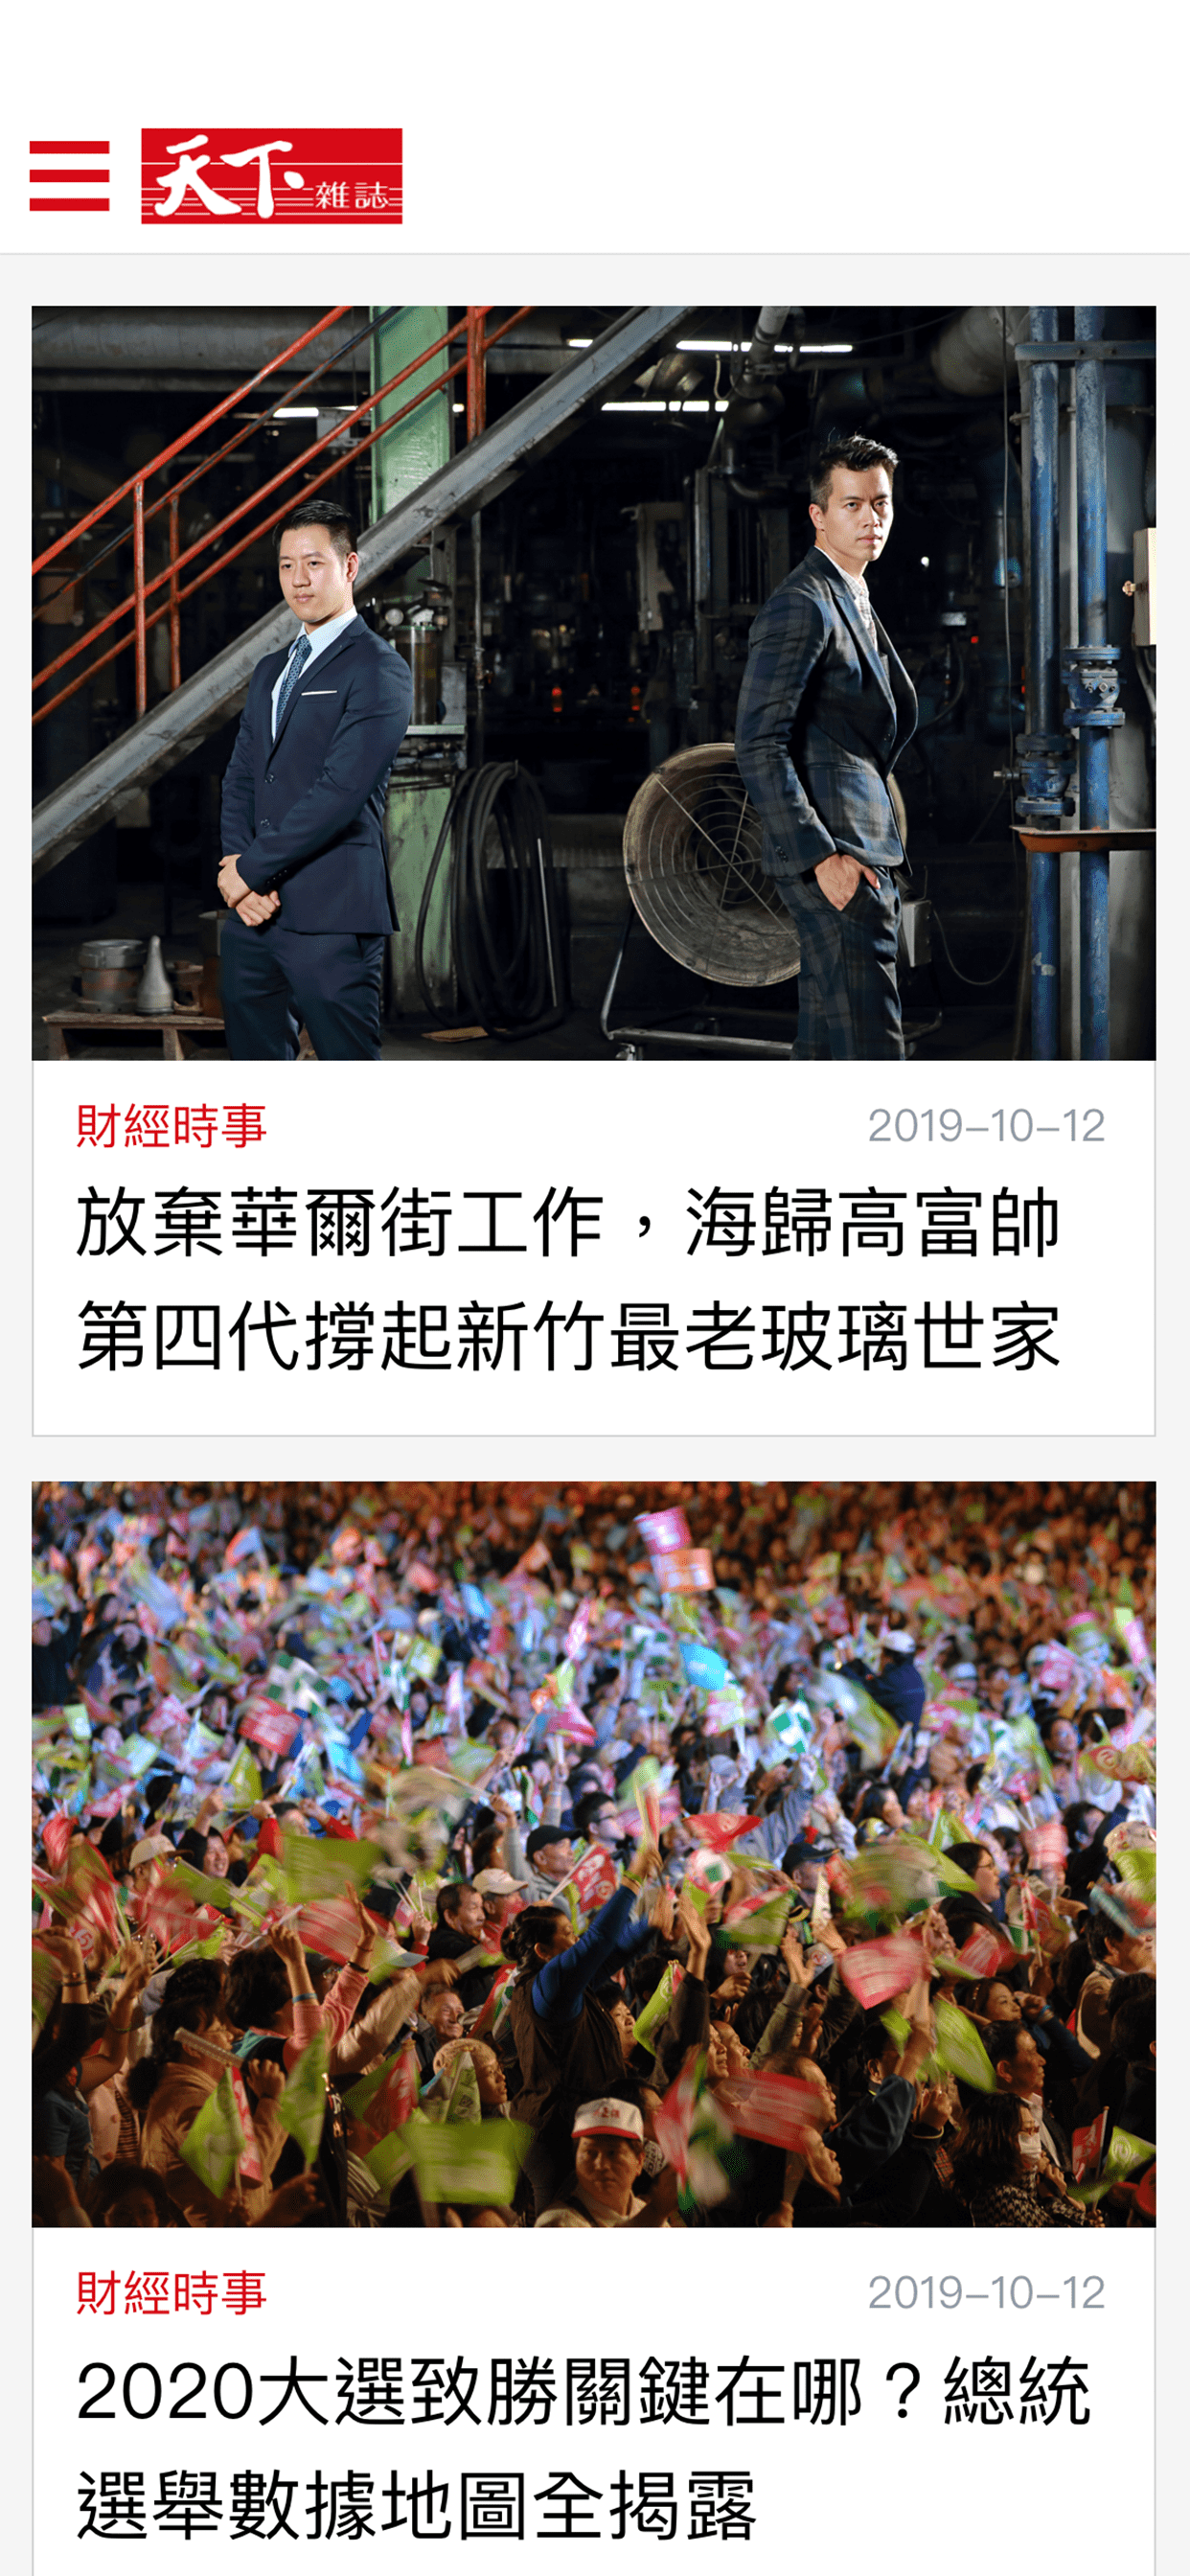 天下雜誌
財經時事
2019-10-12
放棄華爾街工作，海歸高富帥
第四代撐起新竹最老玻璃世家
財經時事
2019-10-12
2020大選致勝關鍵在哪？總統
選舉數據地圖全揭露